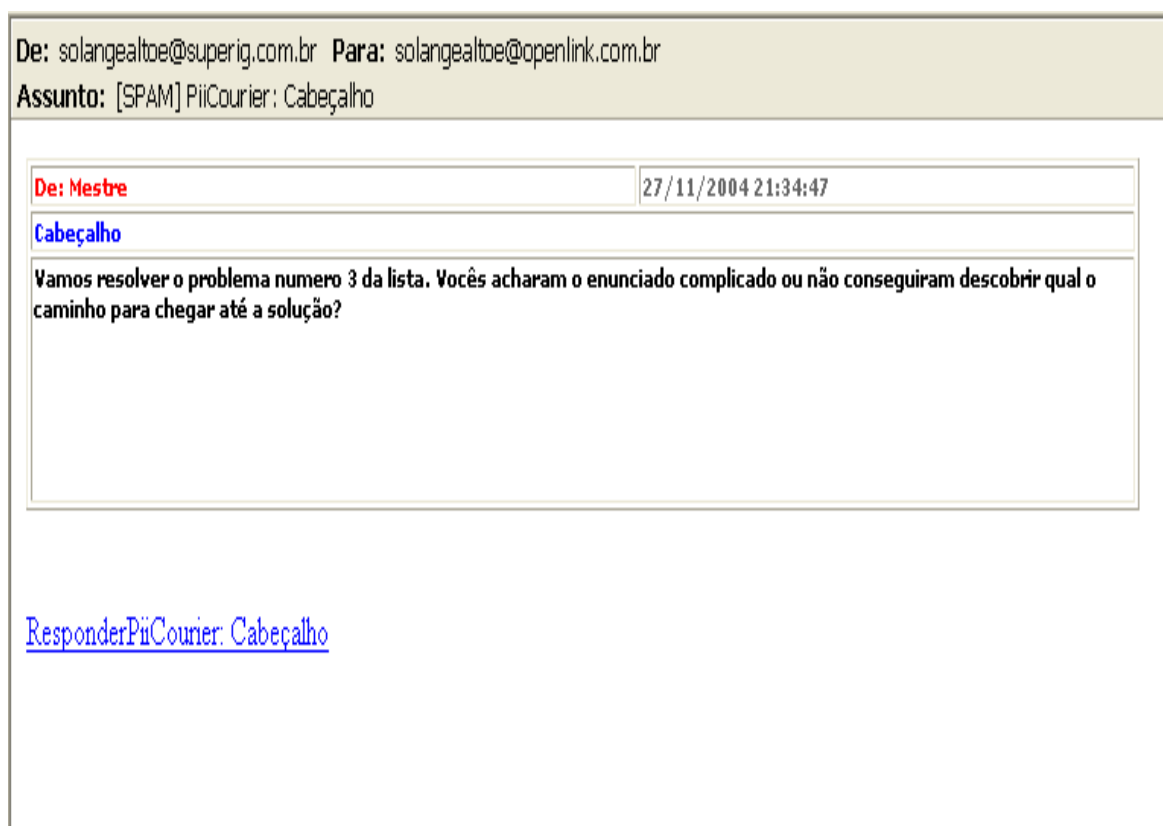 De: solangealtoe@superig.com.br Para: solangealtoe@openlink.com.br
Assunto: [SPAM] PiiCourier: Cabeçalho
De: Mestre 27/11/2004 21:34:47
Cabeçalho
Vamos resolver o problema numero 3 da lista. Vocês acharam o enunciado complicado ou não conseguiram descobrir qual o
caminho para chegar até a solução?
ResponderPiiCourier: Cabeçalho